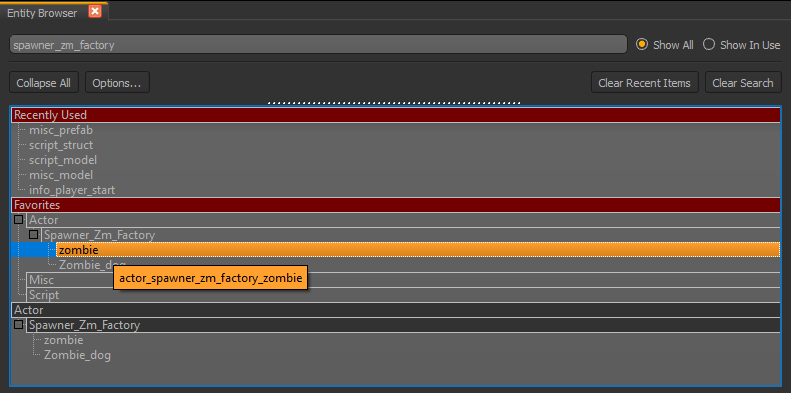 Entity Browser
spawner_zm_factory
Show All
Show In Use
Collapse All
Options...
Clear Recent Items
Clear Search
Recently Used
misc_prefab
script_struct
script_model
misc_model
info_player_start
Favorites
Actor
Spawner_Zm_Factory
zombie
Zombie_dog
actor_spawner_zm_factory_zombie
Misc
Script
Actor
Spawner_Zm_Factory
zombie
Zombie_dog